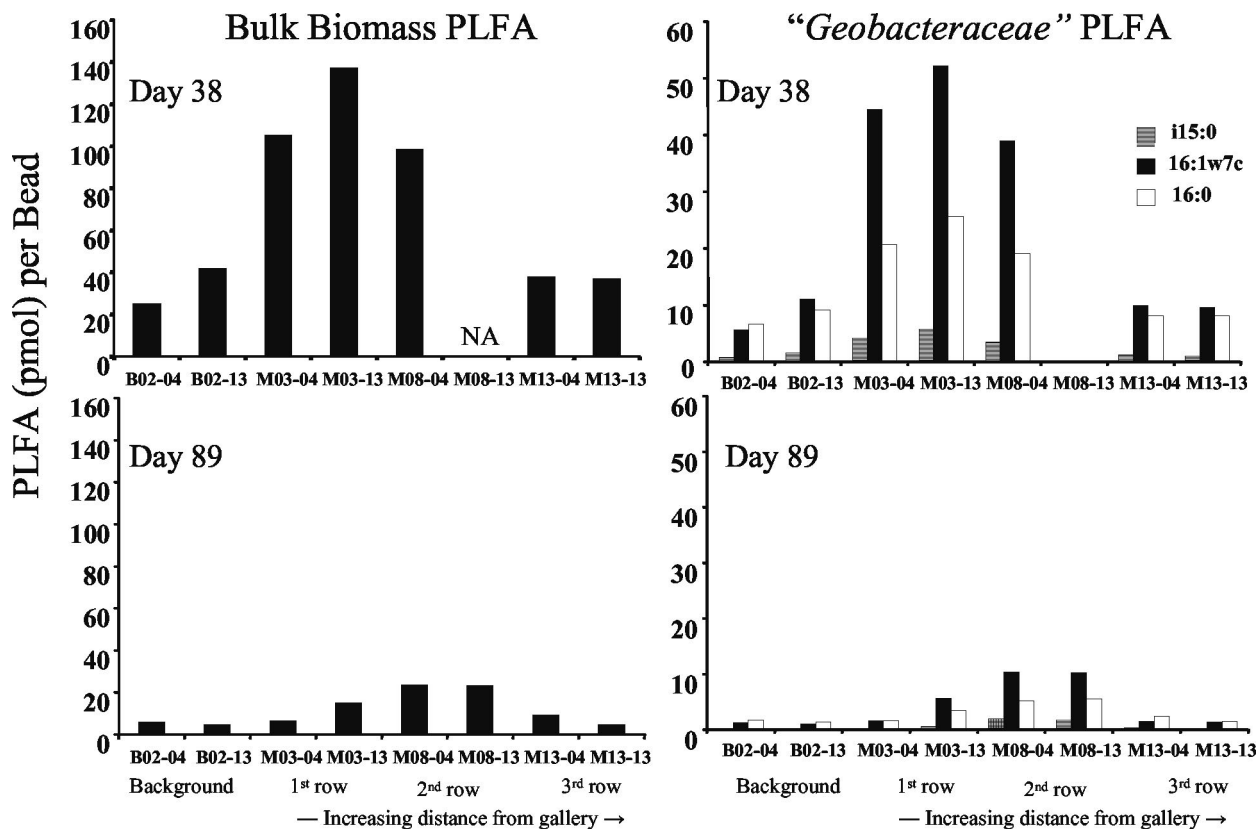 Bulk Biomass PLFA
Day 38
160
140
120
100
80
60
40
20
0
NA
B02-04 B02-13 M03-04 M03-13 M08-04 M08-13 M13-04 M13-13
“Geobacteraceae” PLFA
Day 38
60
50
40
30
20
10
0
i15:0
16:1w7c
16:0
B02-04 B02-13 M03-04 M03-13 M08-04 M08-13 M13-04 M13-13
PLFA (pmol) per Bead
Day 89
160
140
120
100
80
60
40
20
0
B02-04 B02-13 M03-04 M03-13 M08-04 M08-13 M13-04 M13-13
Background 1st row 2nd row 3rd row
— Increasing distance from gallery →
Day 89
60
50
40
30
20
10
0
B02-04 B02-13 M03-04 M03-13 M08-04 M08-13 M13-04 M13-13
Background 1st row 2nd row 3rd row
— Increasing distance from gallery →